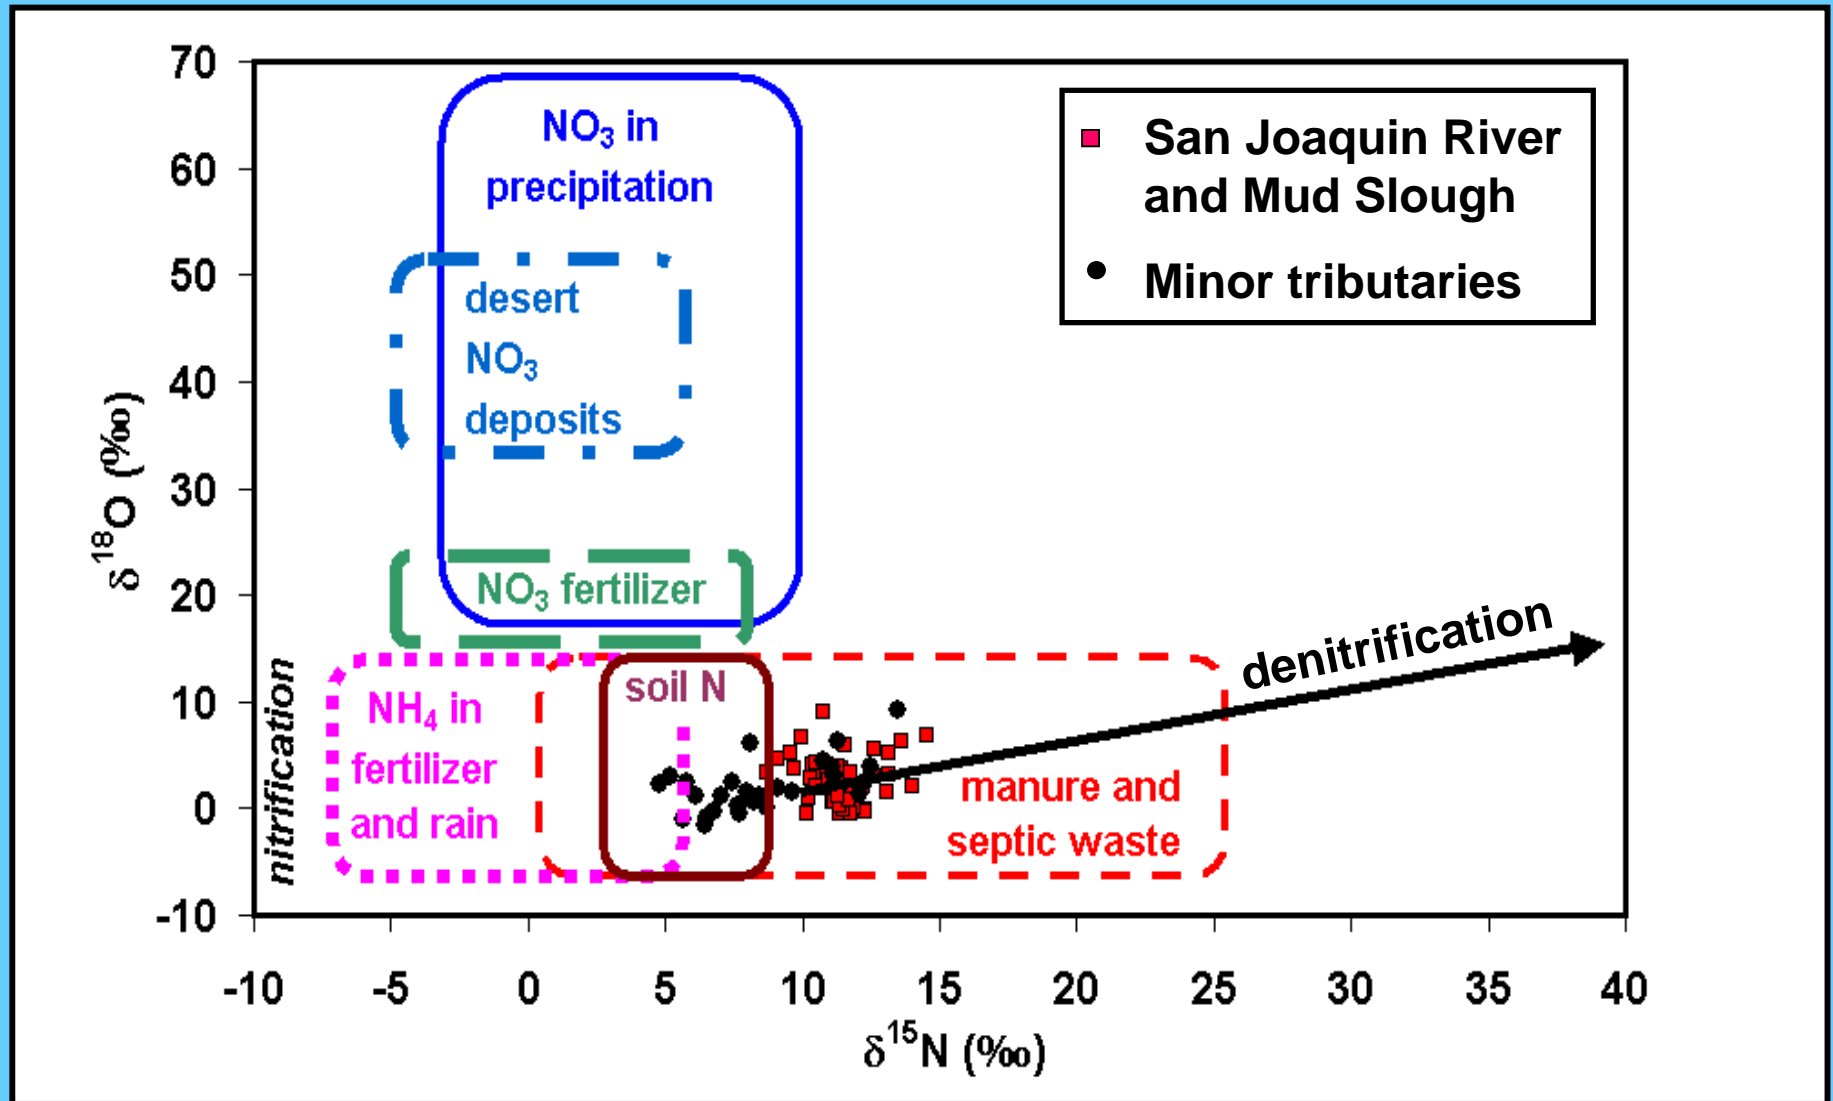 70
60
50
40
30
20
10
0
-10
δ¹⁸O (‰)
NO₃ in
precipitation
desert
NO₃
deposits
NO₃ fertilizer
San Joaquin River
and Mud Slough
Minor tributaries
nitrification
NH₄ in
fertilizer
and rain
soil N
denitrification
manure and
septic waste
-10 -5 0 5 10 15 20 25 30 35 40
δ¹⁵N (‰)